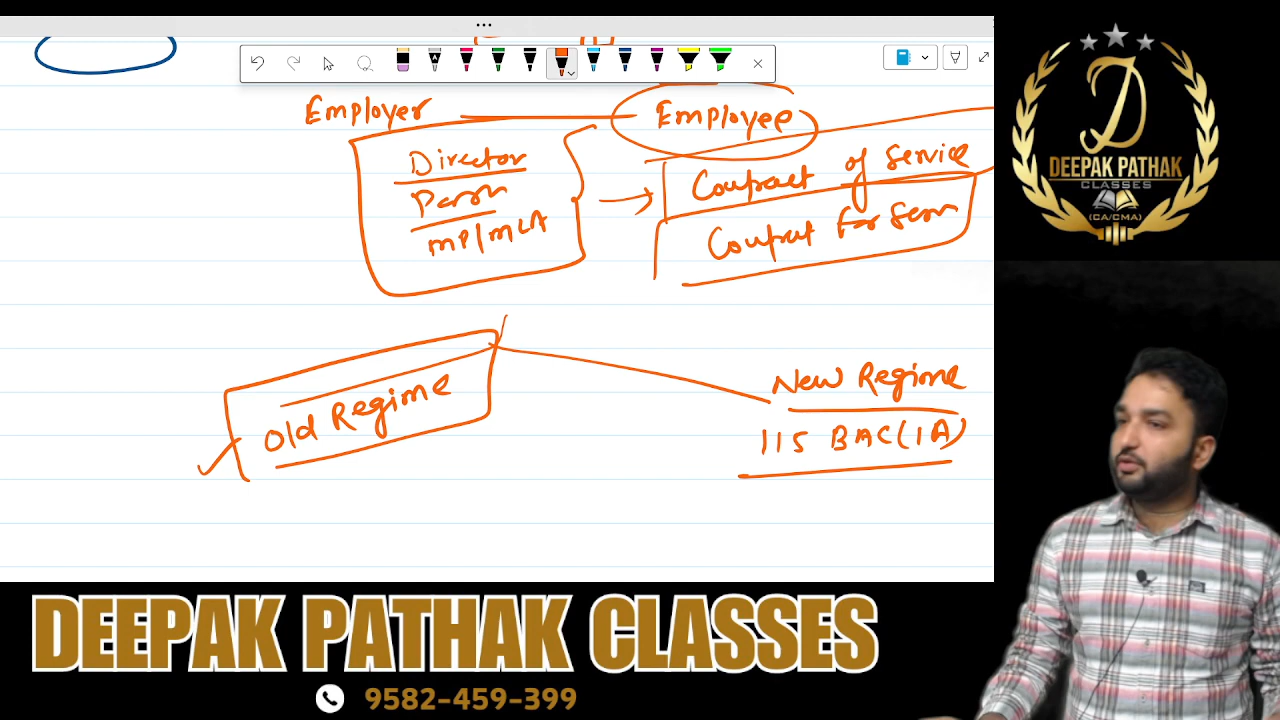 Employer
Employee
Director
Person
MP/MLA
Contract of Service
Contract for Serv
Old Regime
New Regime
115 BAC(1A)
D
DEEPAK PATHAK
CLASSES
(CA/CMA)
DEEPAK PATHAK CLASSES
9582-459-399